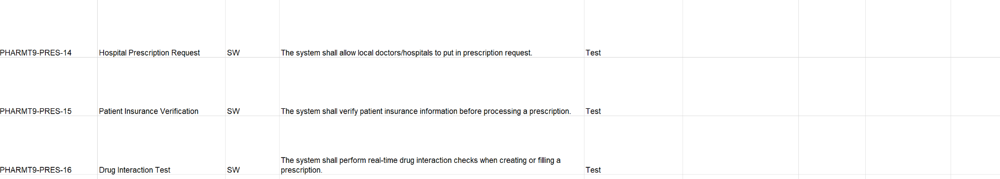 PHARMT9-PRES-14 Hospital Prescription Request SW The system shall allow local doctors/hospitals to put in prescription request. Test
PHARMT9-PRES-15 Patient Insurance Verification SW The system shall verify patient insurance information before processing a prescription. Test
The system shall perform real-time drug interaction checks when creating or filling a
PHARMT9-PRES-16 Drug Interaction Test SW prescription. Test